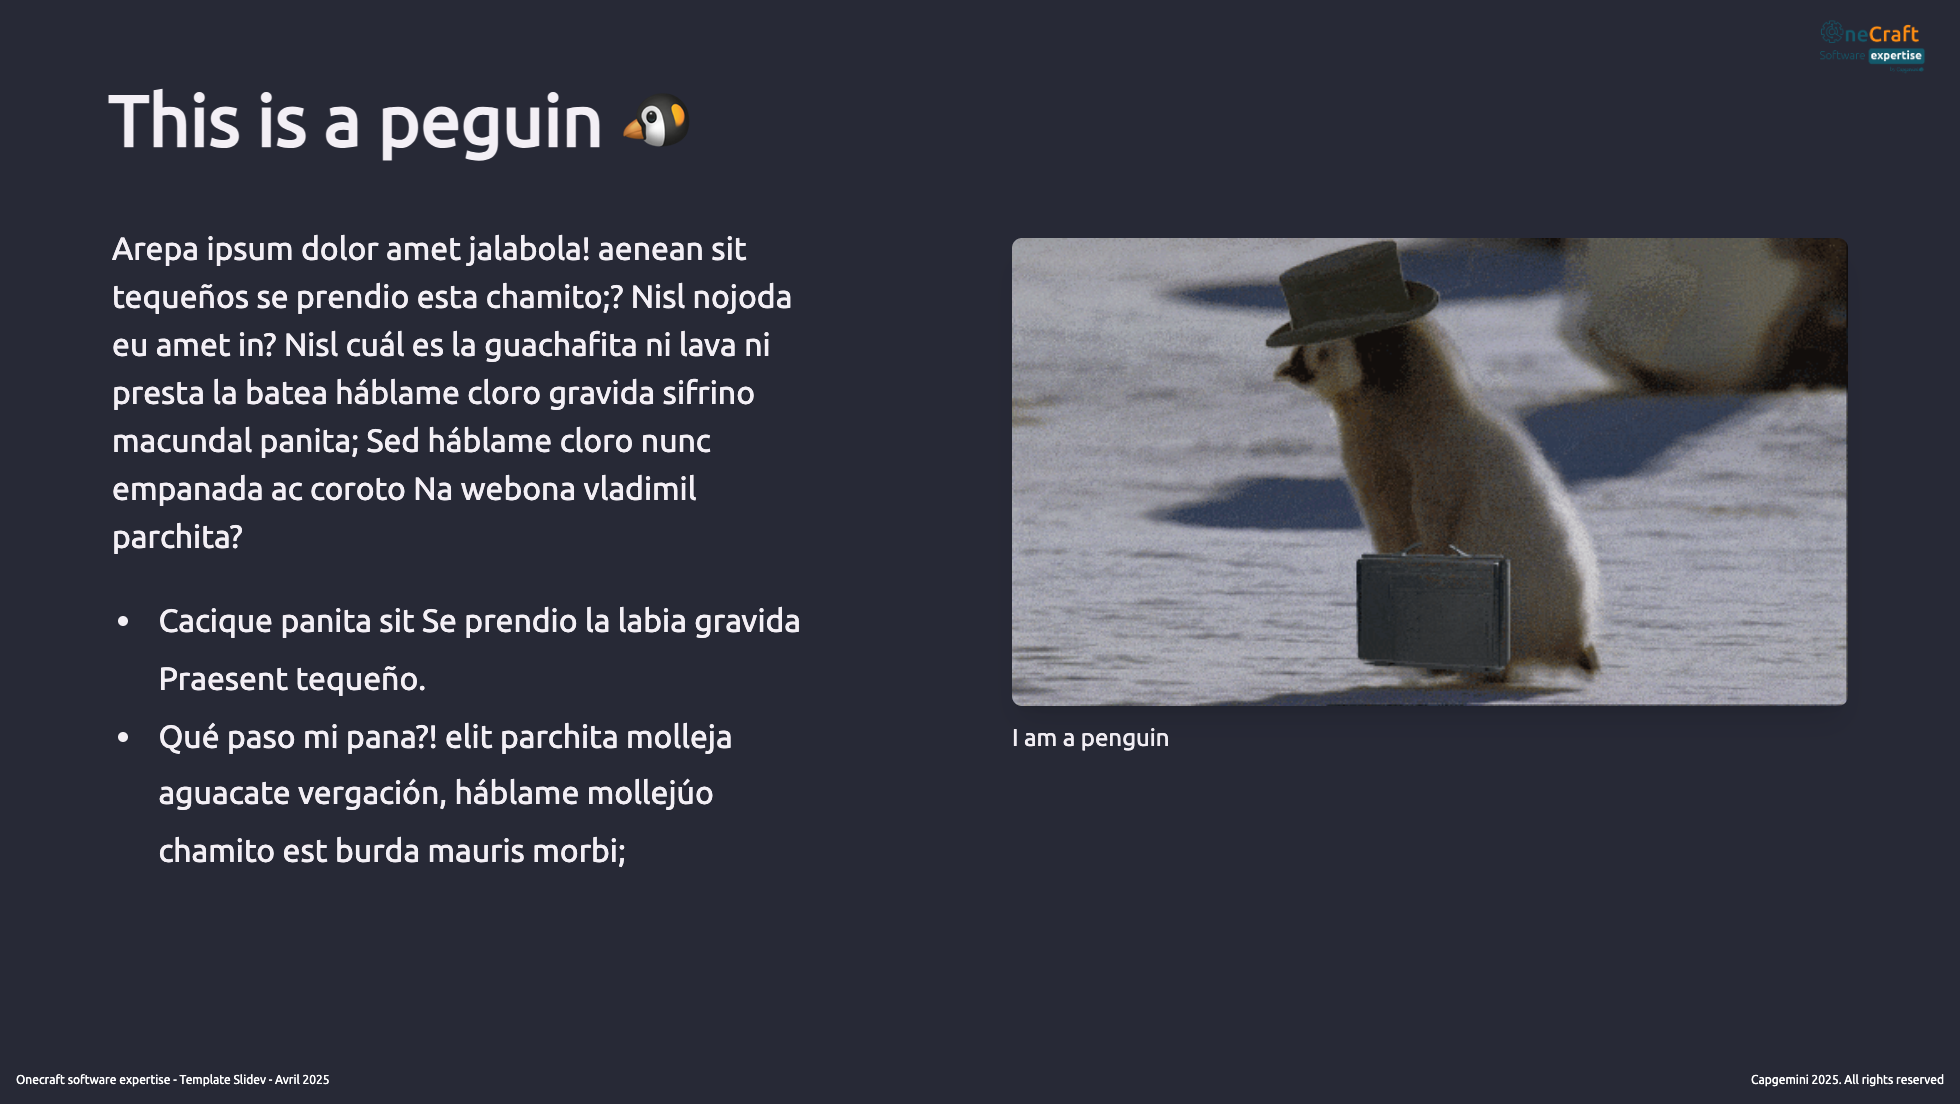 OneCraft
Software expertise
This is a peguin 🐧
Arepa ipsum dolor amet jalabola! aenean sit
tequeños se prendio esta chamito;? Nisl nojoda
eu amet in? Nisl cuál es la guachafita ni lava ni
presta la batea háblame cloro gravida sifrino
macundal panita; Sed háblame cloro nunc
empanada ac coroto Na webona vladimil
parchita?
• Cacique panita sit Se prendio la labia gravida
Praesent tequeño.
• Qué paso mi pana?! elit parchita molleja
aguacate vergación, háblame mollejúo
chamito est burda mauris morbi;
I am a penguin
Onecraft software expertise - Template Slidev - Avril 2025
Capgemini 2025. All rights reserved